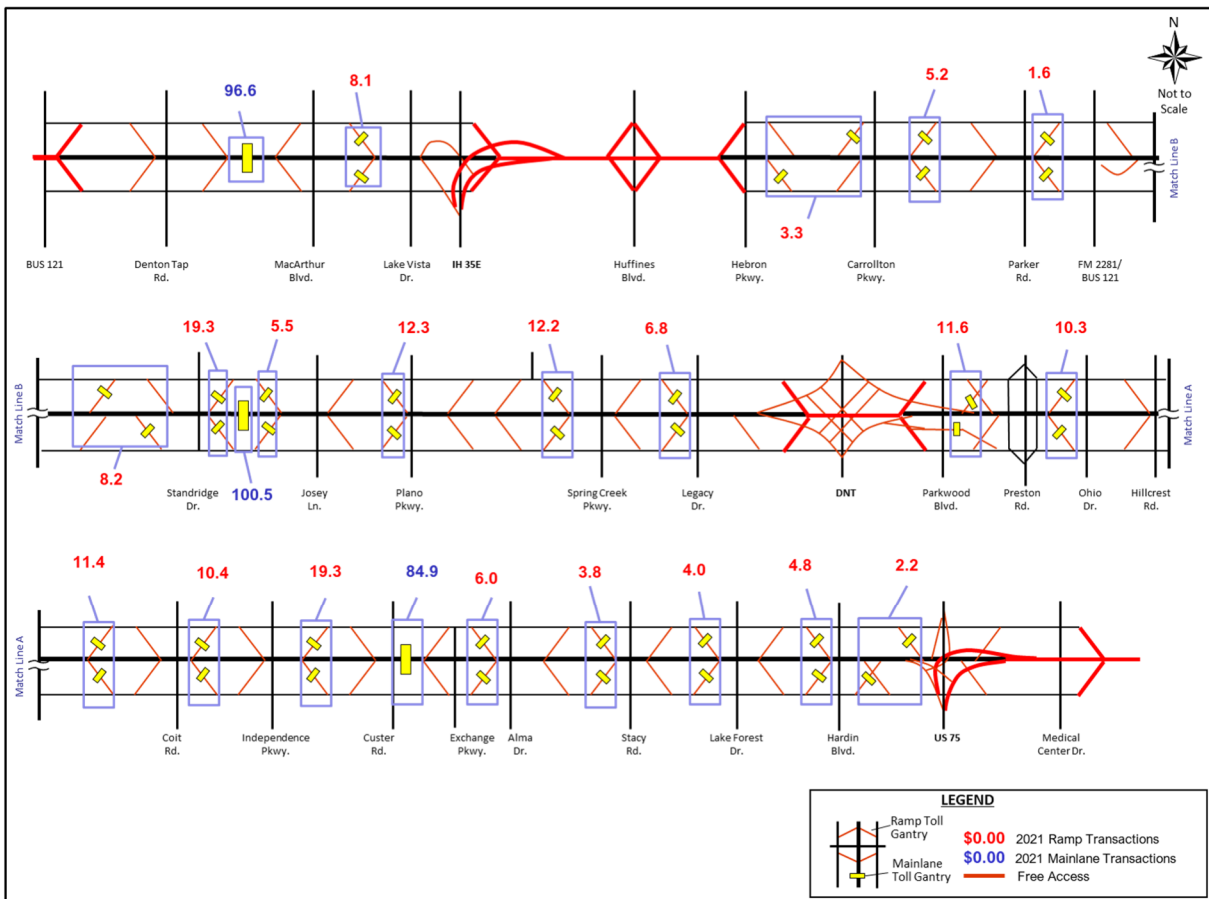 N
Not to
Scale
96.6
8.1
5.2
1.6
3.3
Match Line B
BUS 121
Denton Tap
Rd.
MacArthur
Blvd.
Lake Vista
Dr.
IH 35E
Huffines
Blvd.
Hebron
Pkwy.
Carrollton
Pkwy.
Parker
Rd.
FM 2281/
BUS 121
Match Line B
19.3
5.5
12.3
12.2
6.8
11.6
10.3
8.2
100.5
Match Line A
Standridge
Dr.
Josey
Ln.
Plano
Pkwy.
Spring Creek
Pkwy.
Legacy
Dr.
DNT
Parkwood
Blvd.
Preston
Rd.
Ohio
Dr.
Hillcrest
Rd.
Match Line A
11.4
10.4
19.3
84.9
6.0
3.8
4.0
4.8
2.2
Coit
Rd.
Independence
Pkwy.
Custer
Rd.
Exchange
Pkwy.
Alma
Dr.
Stacy
Rd.
Lake Forest
Dr.
Hardin
Blvd.
US 75
Medical
Center Dr.
LEGEND
Ramp Toll
Gantry
Mainlane
Toll Gantry
$0.00 2021 Ramp Transactions
$0.00 2021 Mainlane Transactions
Free Access